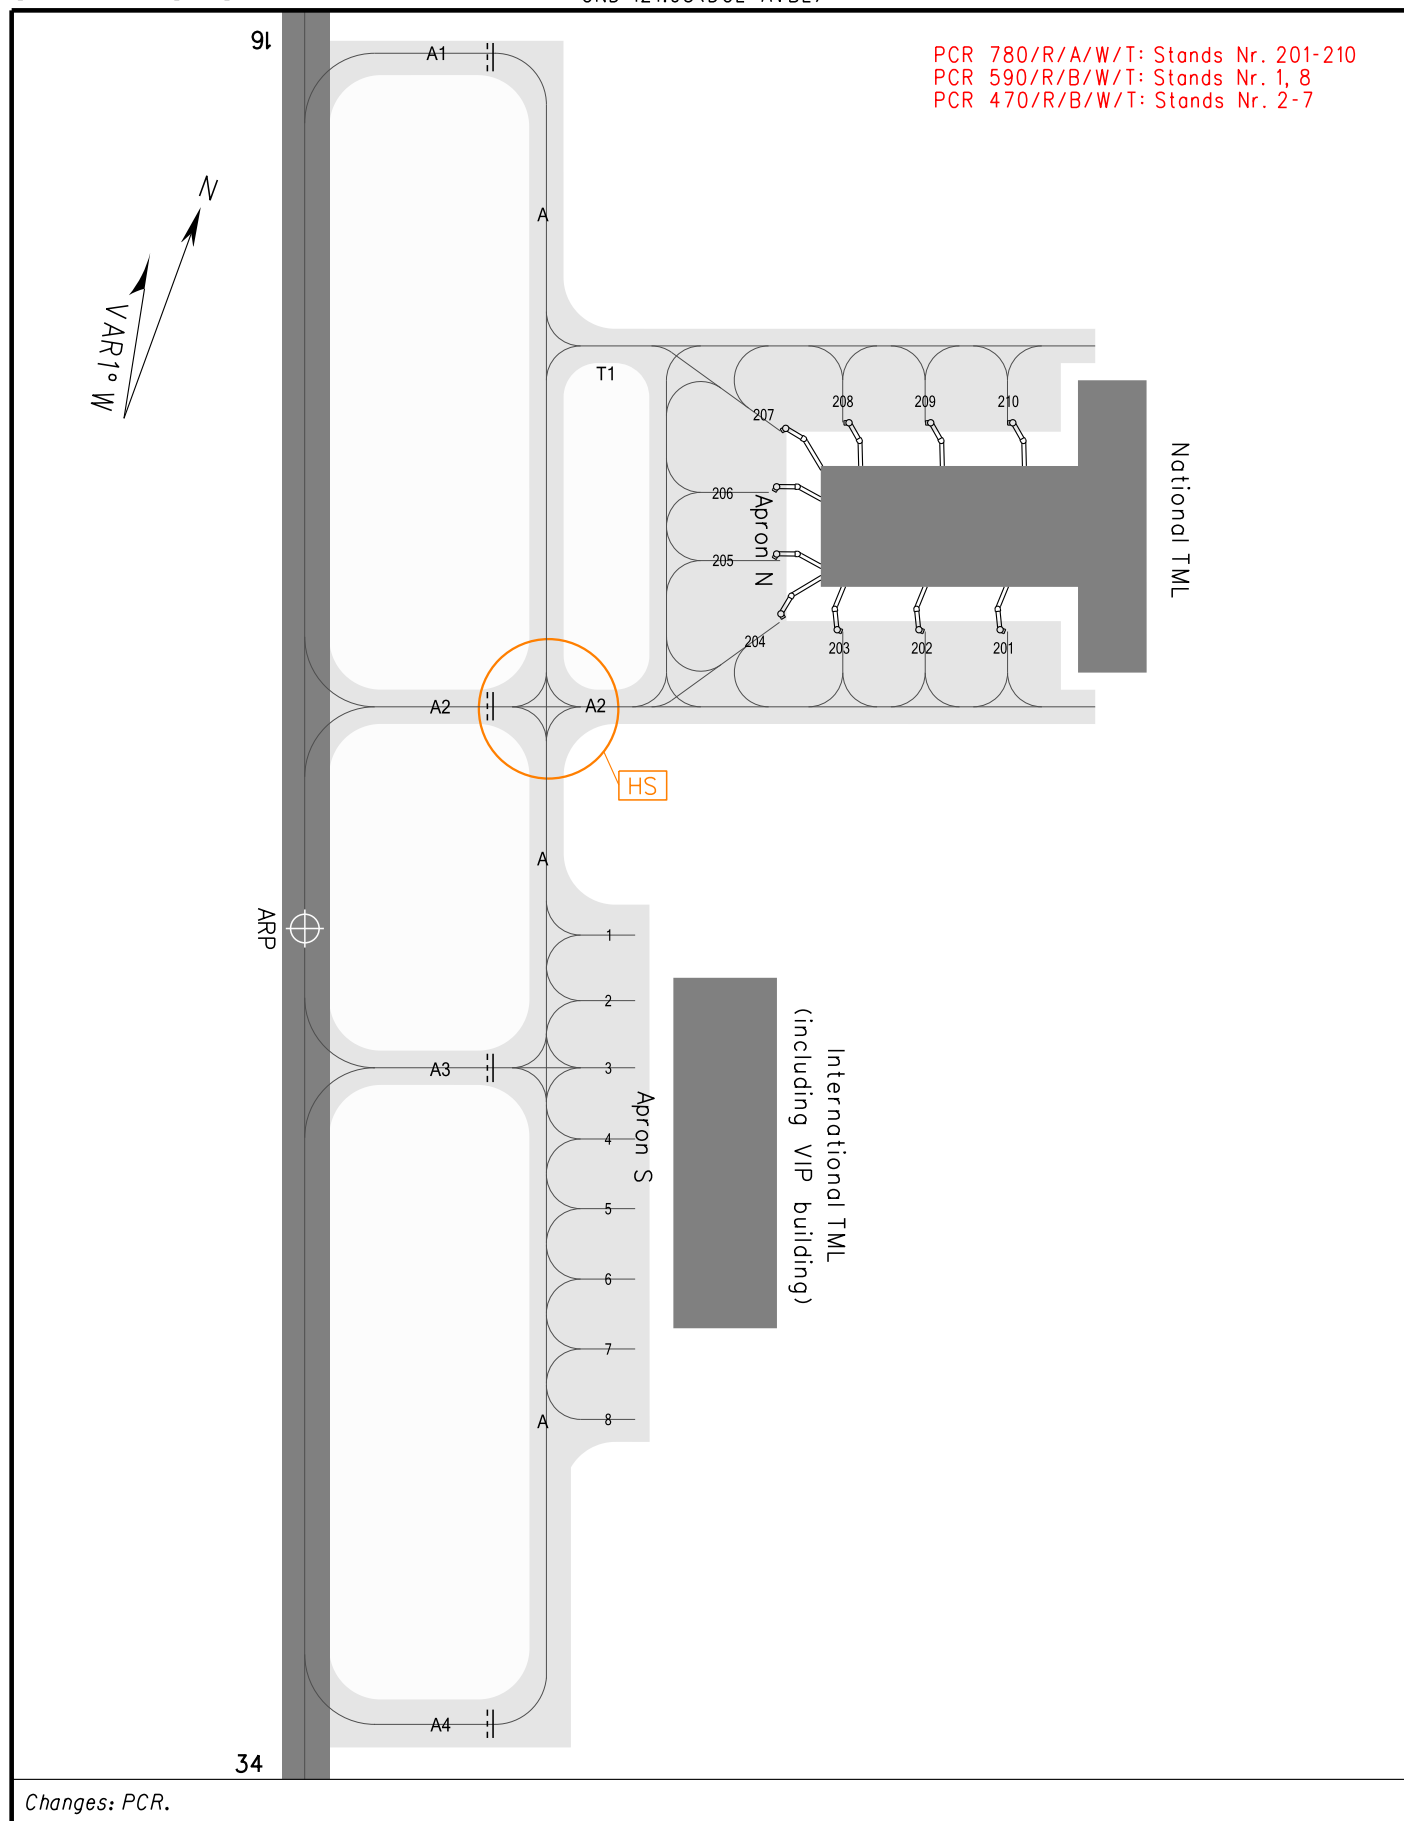 16
A1
PCR 780/R/A/W/T: Stands Nr. 201-210
PCR 590/R/B/W/T: Stands Nr. 1, 8
PCR 470/R/B/W/T: Stands Nr. 2-7
N
VAR1° W
A
T1
207
208
209
210
206
Apron N
205
204
203
202
201
National TML
A2
A2
HS
A
ARP
1
2
A3
3
Apron S
4
5
6
7
8
International TML
(including VIP building)
A
A4
34
Changes: PCR.